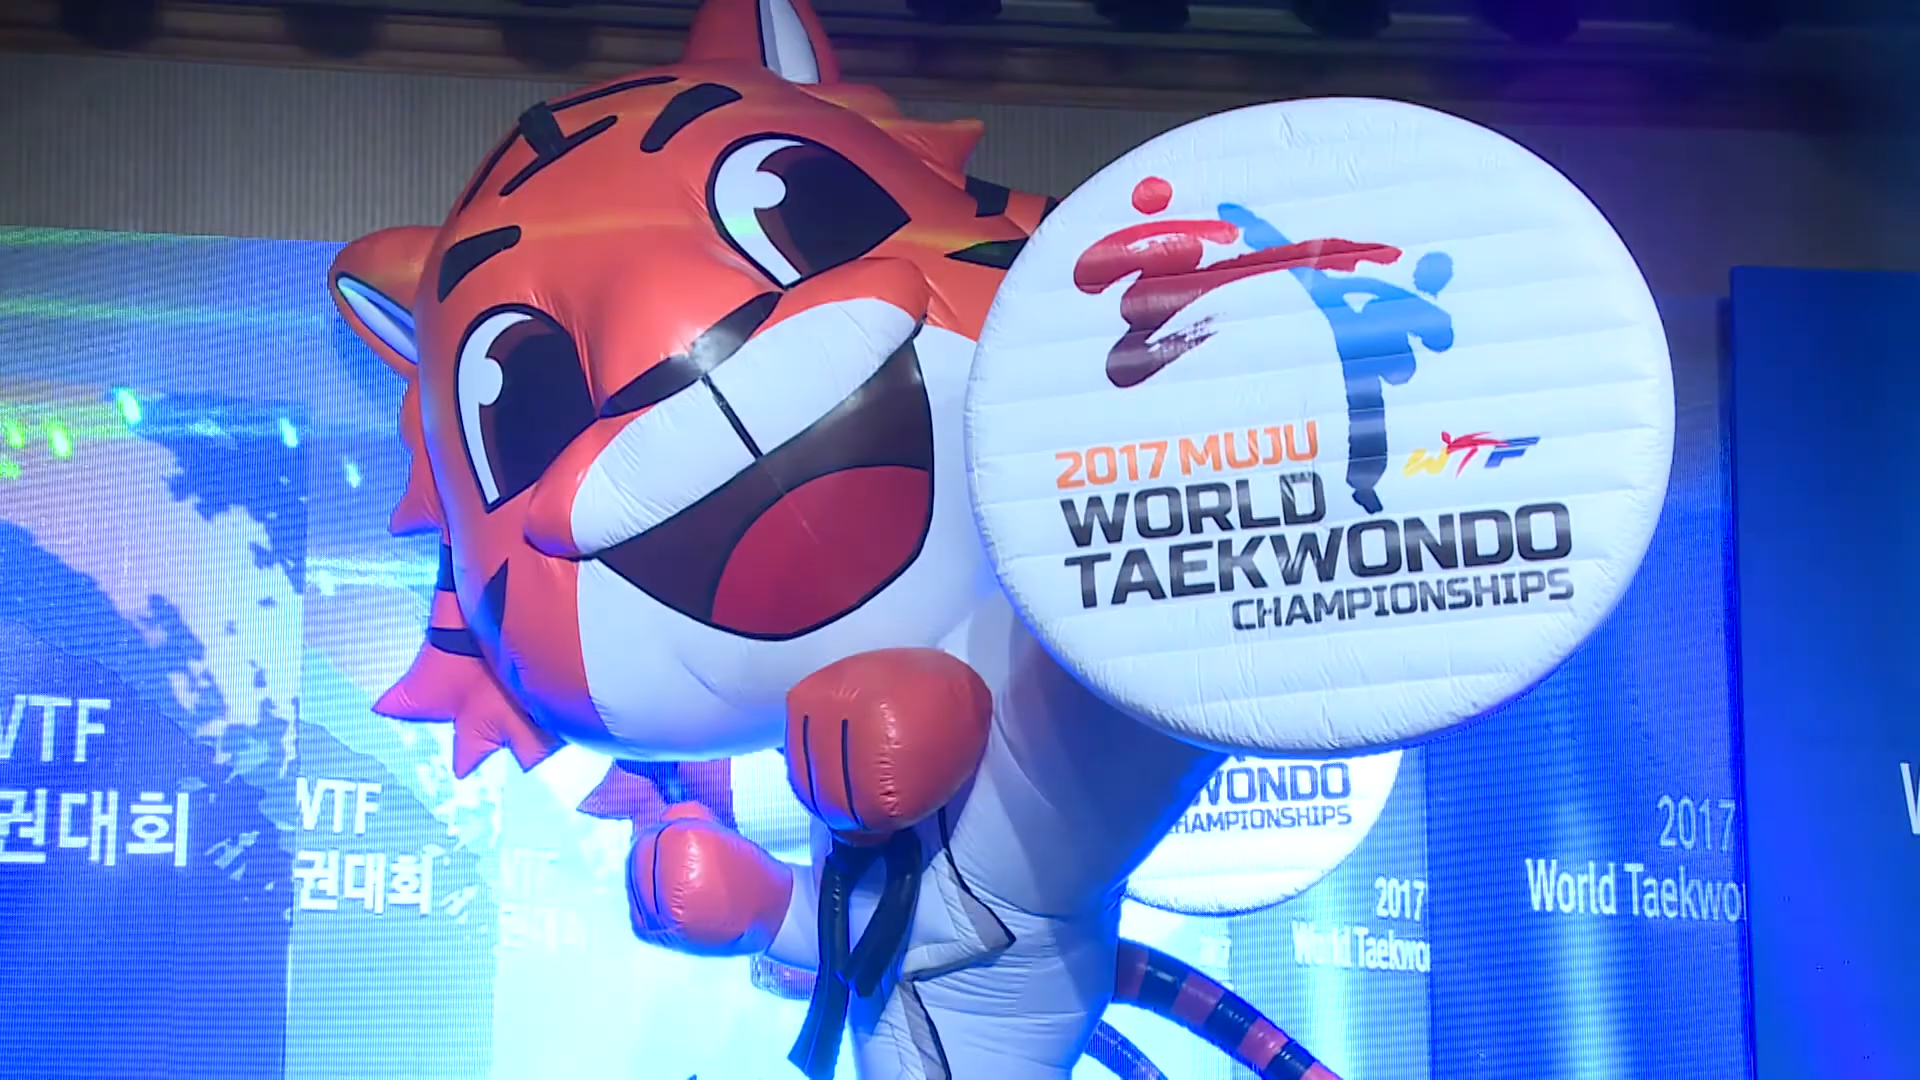 2017 MUJU
WTF
WORLD
TAEKWONDO
CHAMPIONSHIPS
WONDO
CHAMPIONSHIPS
WTF
권대회
WTF
권대회
2017
World Taekwo
2017
World Taekwo